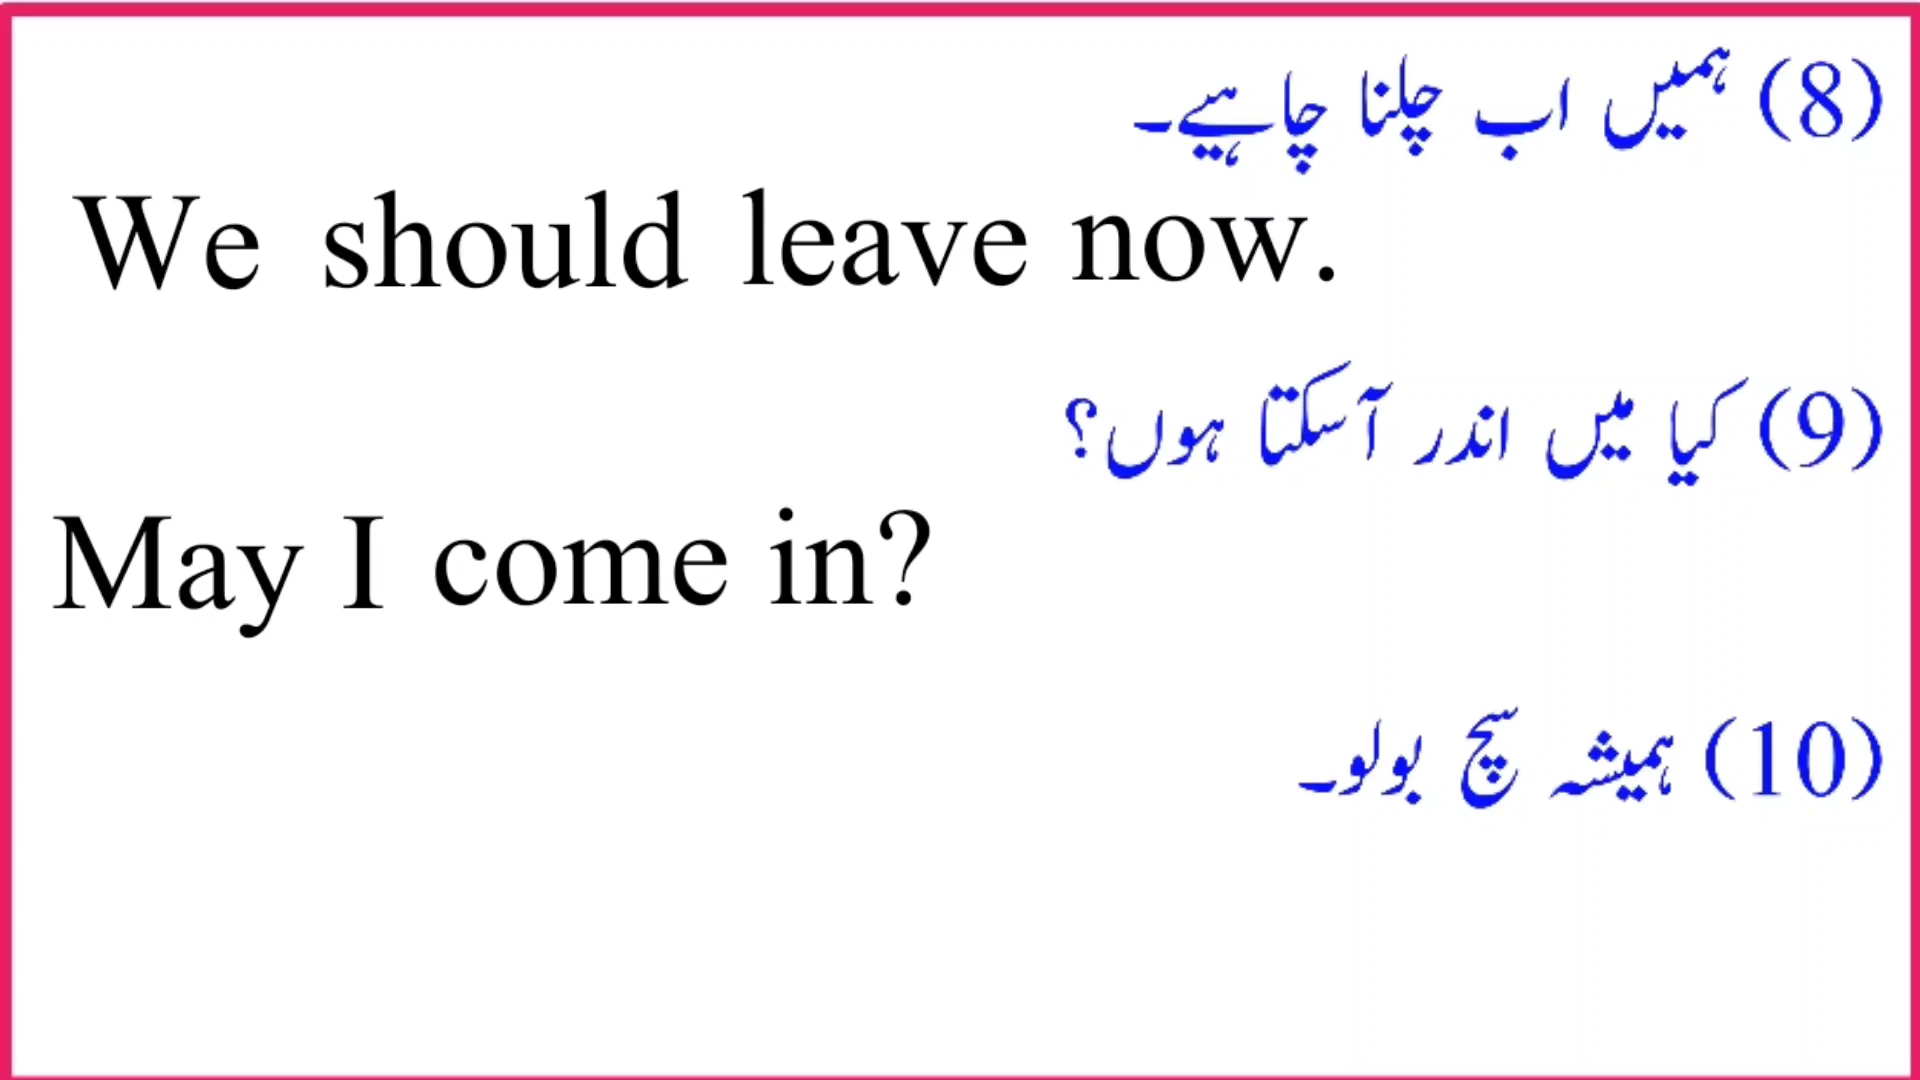 (8) ہمیں اب چلنا چاہیے۔
We should leave now.
(9) کیا میں اندر آسکتا ہوں؟
May I come in?
(10) ہمیشہ سچ بولو۔